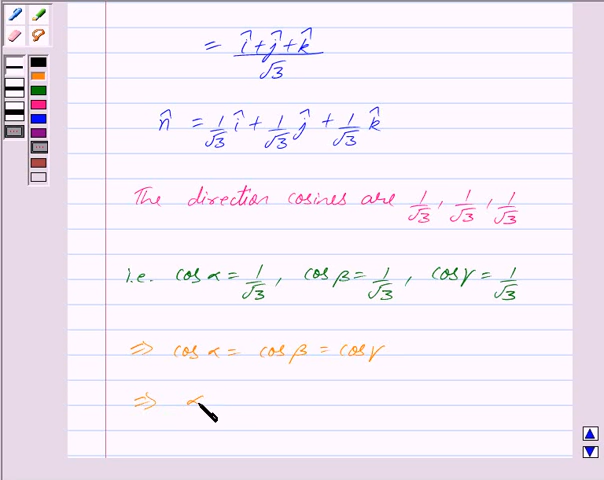 = (î+ĵ+k̂)/√3
n̂ = 1/√3 î + 1/√3 ĵ + 1/√3 k̂
The direction cosines are 1/√3, 1/√3, 1/√3
i.e. cos α = 1/√3, cos β = 1/√3, cos γ = 1/√3
⇒ cos α = cos β = cos γ
⇒ α